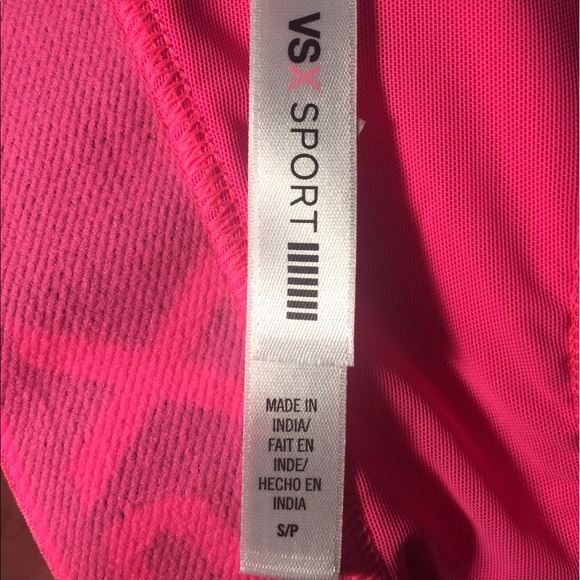 VSX SPORT
MADE IN
INDIA/
FAIT EN
INDE/
HECHO EN
INDIA
S/P